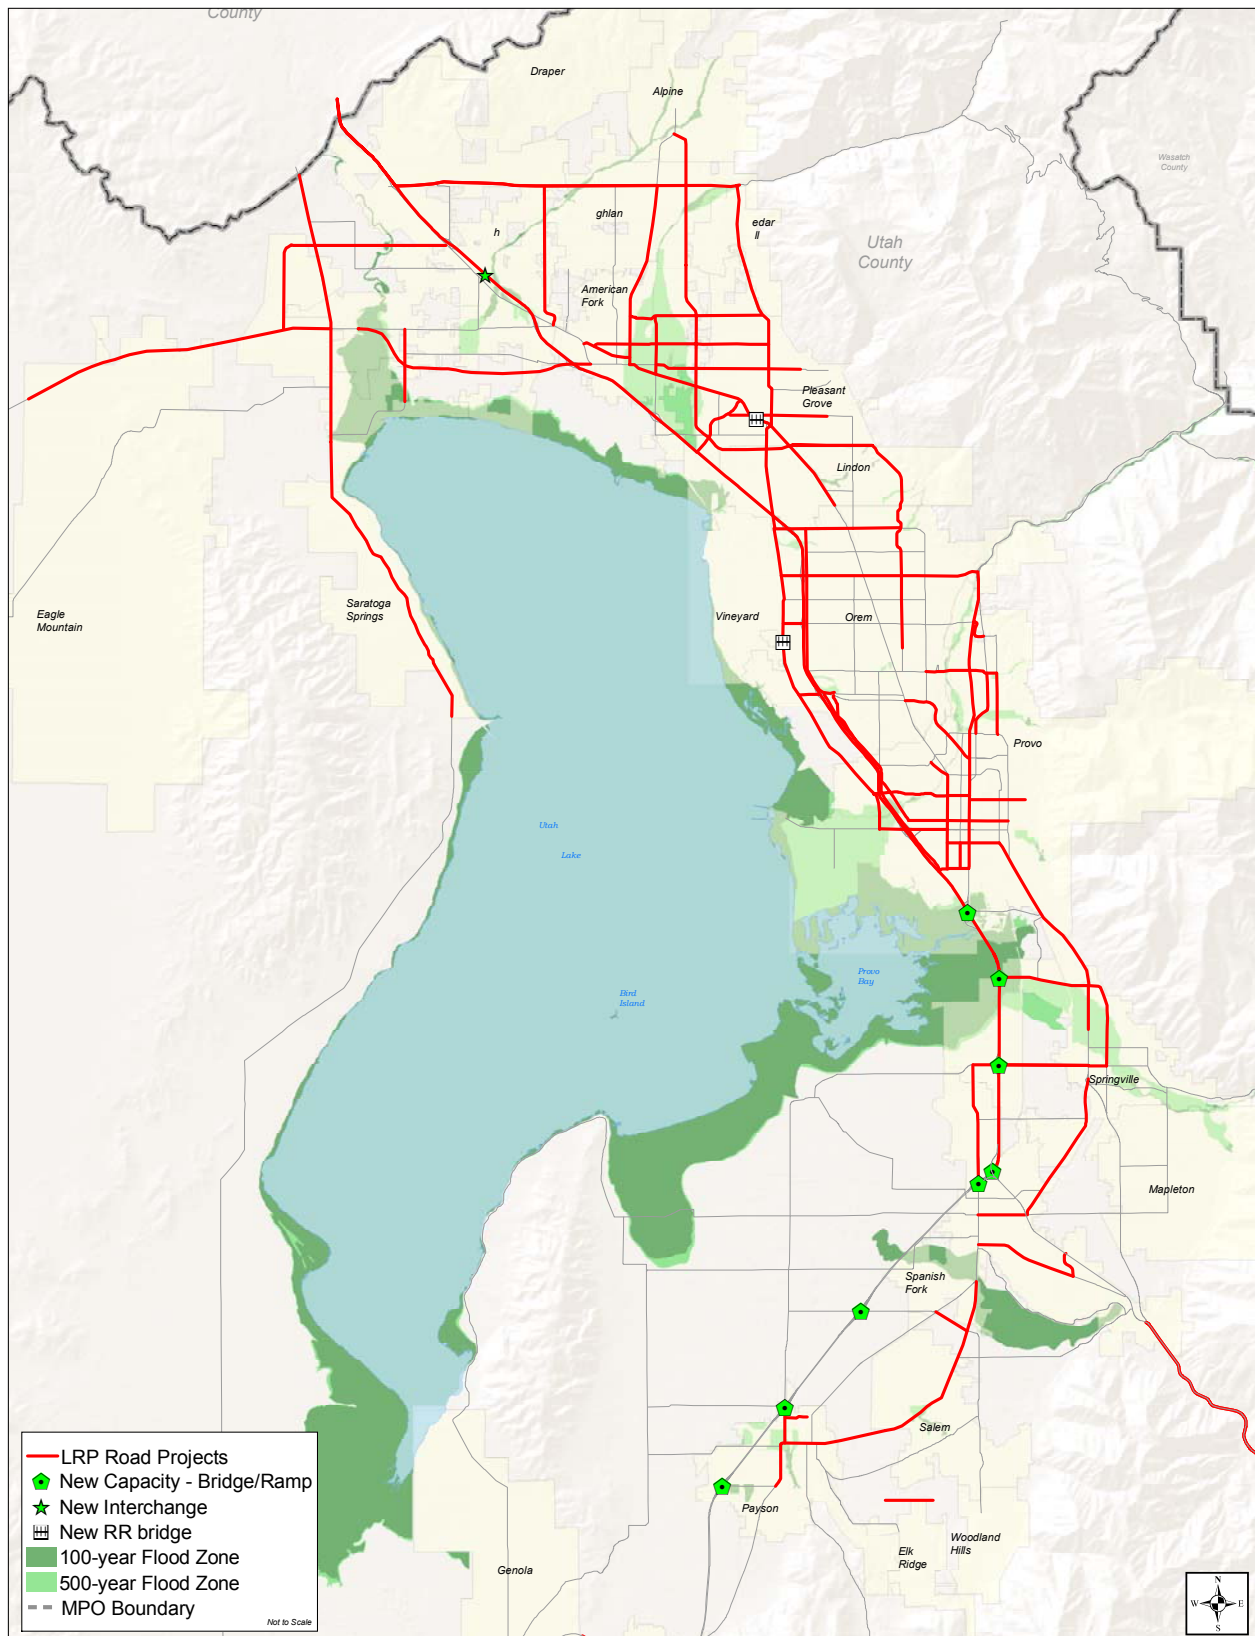 County
Draper
Alpine
Wasatch
County
ghlan
edar
ll
h
Utah
County
American
Fork
Pleasant
Grove
Lindon
Eagle
Mountain
Saratoga
Springs
Vineyard
Orem
Provo
Utah
Lake
Provo
Bay
Bird
Island
Springville
Mapleton
Spanish
Fork
Salem
Payson
Woodland
Hills
Elk
Ridge
Genola
LRP Road Projects
New Capacity - Bridge/Ramp
New Interchange
New RR bridge
100-year Flood Zone
500-year Flood Zone
MPO Boundary
Not to Scale
N
W E
S